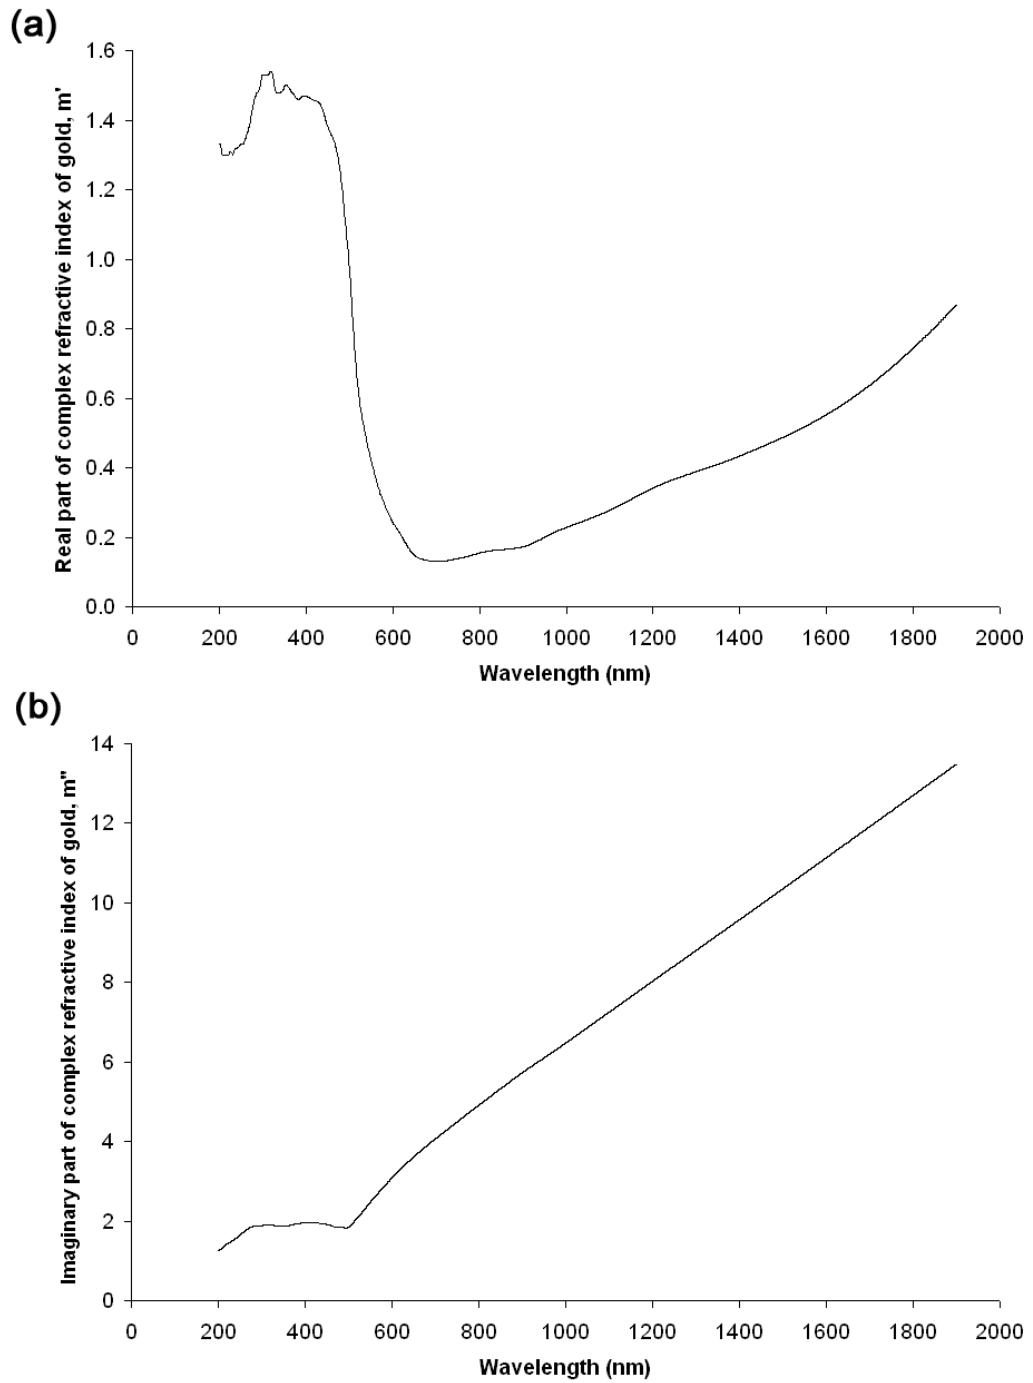 (a)
Real part of complex refractive index of gold, m'
1.6
1.4
1.2
1.0
0.8
0.6
0.4
0.2
0.0
0 200 400 600 800 1000 1200 1400 1600 1800 2000
Wavelength (nm)
(b)
Imaginary part of complex refractive index of gold, m"
14
12
10
8
6
4
2
0
0 200 400 600 800 1000 1200 1400 1600 1800 2000
Wavelength (nm)